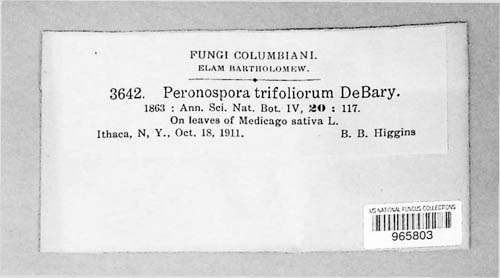 FUNGI COLUMBIANI.
ELAM BARTHOLOMEW.
3642. Peronospora trifoliorum DeBary.
1863 : Ann. Sci. Nat. Bot. IV, 20 : 117.
On leaves of Medicago sativa L.
Ithaca, N, Y., Oct. 18, 1911. B. B. Higgins
US NATIONAL FUNGUS COLLECTIONS
965803